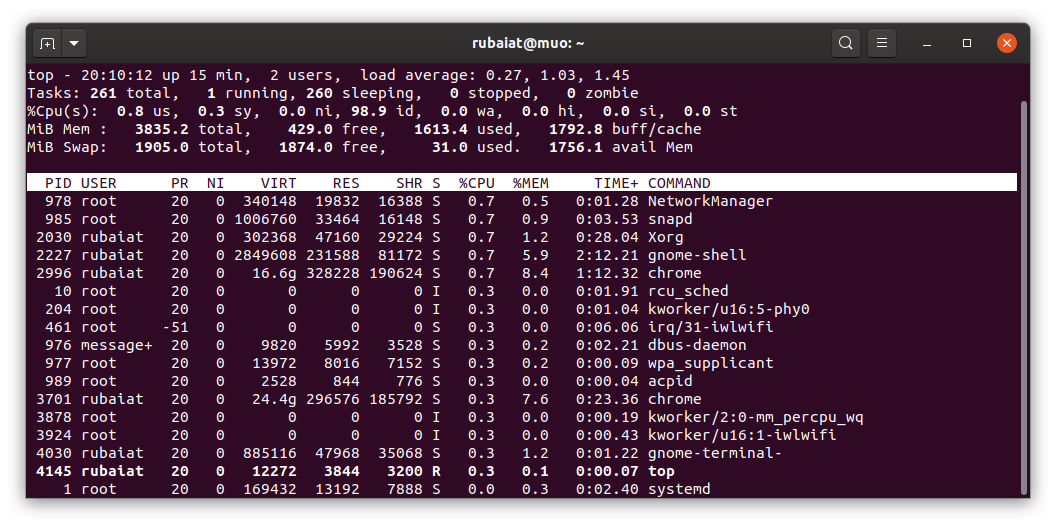 rubaiat@muo: ~
top - 20:10:12 up 15 min,  2 users,  load average: 0.27, 1.03, 1.45
Tasks: 261 total,   1 running, 260 sleeping,   0 stopped,   0 zombie
%Cpu(s):  0.8 us,  0.3 sy,  0.0 ni, 98.9 id,  0.0 wa,  0.0 hi,  0.0 si,  0.0 st
MiB Mem :   3835.2 total,    429.0 free,   1613.4 used,   1792.8 buff/cache
MiB Swap:   1905.0 total,   1874.0 free,     31.0 used.   1756.1 avail Mem
PID USER      PR  NI    VIRT    RES    SHR S  %CPU  %MEM     TIME+ COMMAND
978 root      20   0  340148  19832  16388 S   0.7   0.5   0:01.28 NetworkManager
985 root      20   0 1006760  33464  16148 S   0.7   0.9   0:03.53 snapd
2030 rubaiat   20   0  302368  47160  29224 S   0.7   1.2   0:28.04 Xorg
2227 rubaiat   20   0 2849608 231588  81172 S   0.7   5.9   2:12.21 gnome-shell
2996 rubaiat   20   0   16.6g 328228 190624 S   0.7   8.4   1:12.32 chrome
10 root      20   0       0      0      0 I   0.3   0.0   0:01.91 rcu_sched
204 root      20   0       0      0      0 I   0.3   0.0   0:01.04 kworker/u16:5-phy0
461 root     -51   0       0      0      0 S   0.3   0.0   0:06.06 irq/31-iwlwifi
976 message+  20   0    9820   5992   3528 S   0.3   0.2   0:02.21 dbus-daemon
977 root      20   0   13972   8016   7152 S   0.3   0.2   0:00.09 wpa_supplicant
989 root      20   0    2528    844    776 S   0.3   0.0   0:00.04 acpid
3701 rubaiat   20   0   24.4g 296576 185792 S   0.3   7.6   0:23.36 chrome
3878 root      20   0       0      0      0 I   0.3   0.0   0:00.19 kworker/2:0-mm_percpu_wq
3924 root      20   0       0      0      0 I   0.3   0.0   0:00.43 kworker/u16:1-iwlwifi
4030 rubaiat   20   0  885116  47968  35068 S   0.3   1.2   0:01.22 gnome-terminal-
4145 rubaiat   20   0   12272   3844   3200 R   0.3   0.1   0:00.07 top
1 root      20   0  169432  13192   7888 S   0.0   0.3   0:02.40 systemd